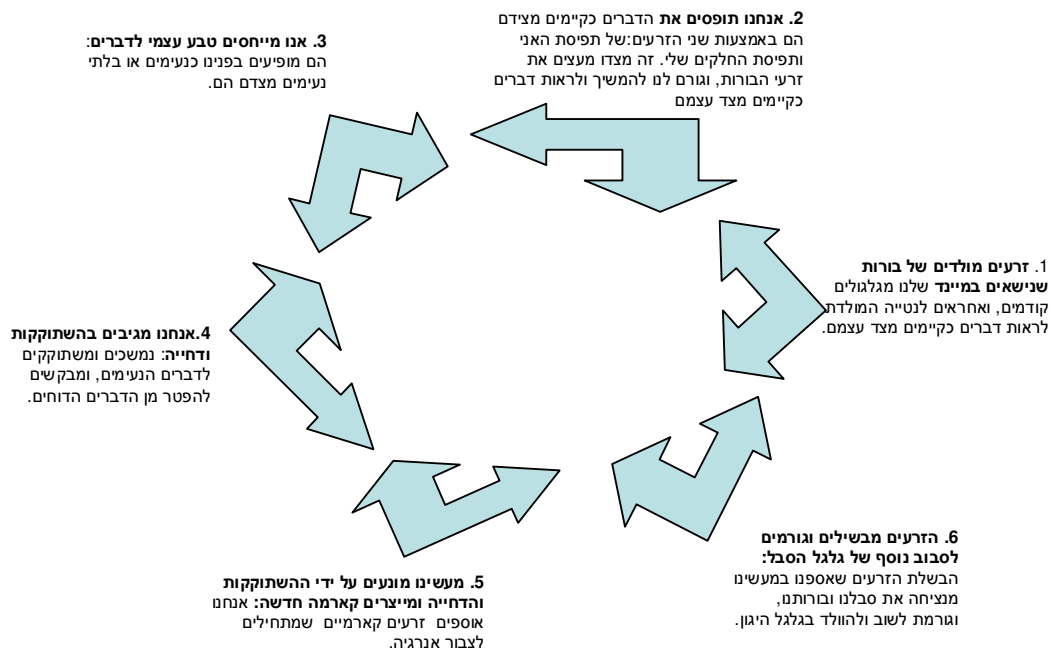 1. זרעים מולדים של בורות
שנישאים במיינד שלנו מגלגולים
קודמים, ואחראים לנטייה המולדת
לראות דברים כקיימים מצד עצמם.
2. אנחנו תופסים את הדברים כקיימים מצידם
הם באמצעות שני הזרעים:של תפיסת האני
ותפיסת החלקים שלי. זה מצדו מעצים את
זרעי הבורות, וגורם לנו להמשיך ולראות דברים
כקיימים מצד עצמם
3. אנו מייחסים טבע עצמי לדברים:
הם מופיעים בפנינו כנעימים או בלתי
נעימים מצדם הם.
4.אנחנו מגיבים בהשתוקקות
ודחייה: נמשכים ומשתוקקים
לדברים הנעימים, ומבקשים
להפטר מן הדברים הדוחים.
5. מעשינו מונעים על ידי ההשתוקקות
והדחייה ומייצרים קארמה חדשה: אנחנו
אוספים זרעים קארמיים שמתחילים
לצבור אנרגיה.
6. הזרעים מבשילים וגורמים
לסבוב נוסף של גלגל הסבל:
הבשלת הזרעים שאספנו במעשינו
מנציחה את סבלנו ובורותנו,
וגורמת לשוב ולהוולד בגלגל היגון.